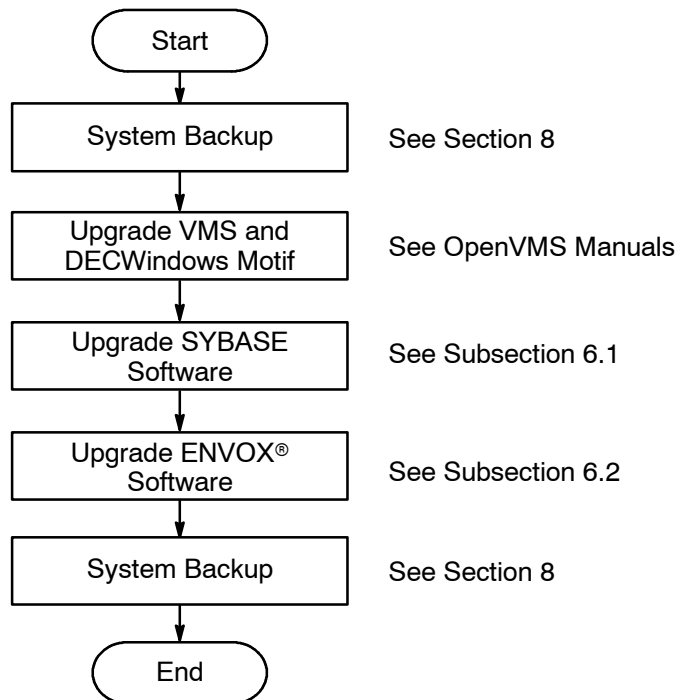 Start
System Backup
See Section 8
Upgrade VMS and
DECWindows Motif
See OpenVMS Manuals
Upgrade SYBASE
Software
See Subsection 6.1
Upgrade ENVOX®
Software
See Subsection 6.2
System Backup
See Section 8
End